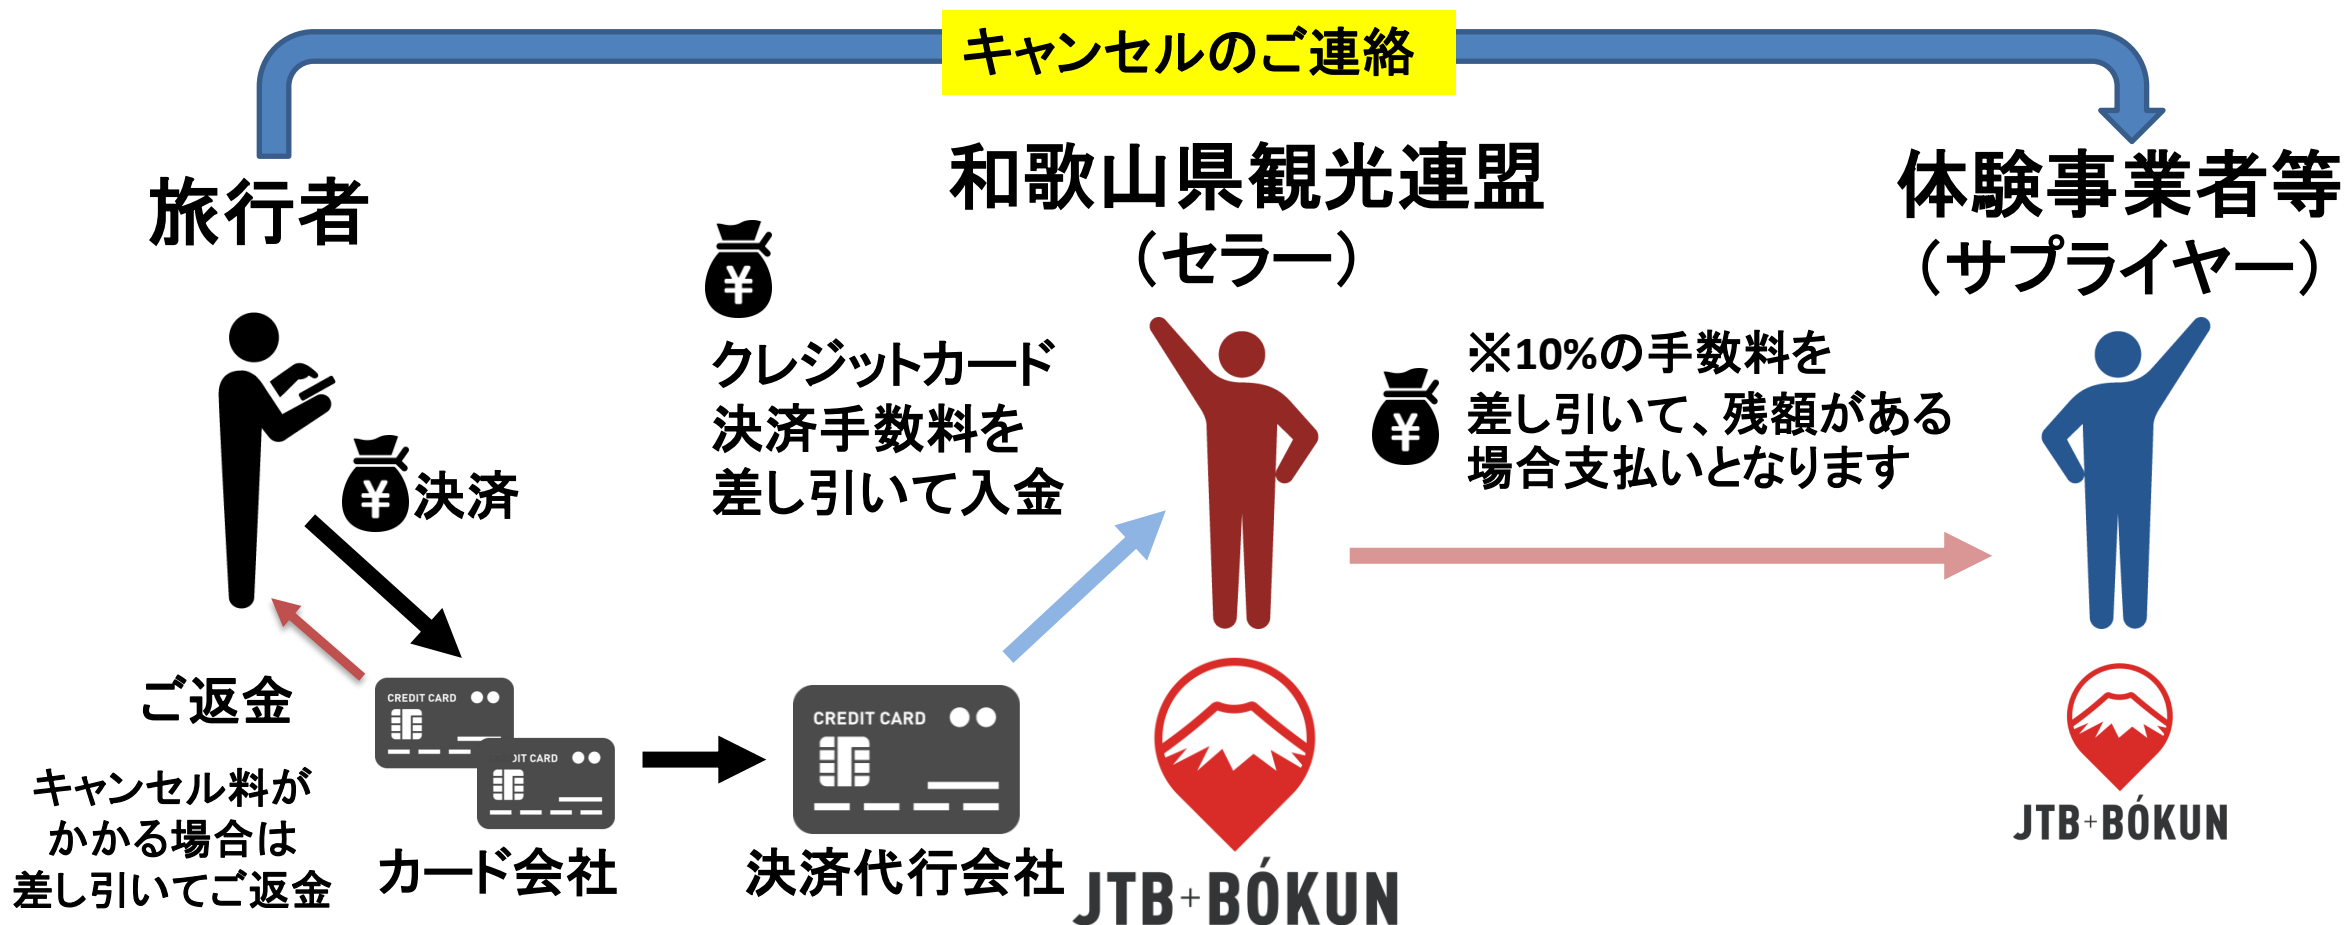 キャンセルのご連絡
旅行者
和歌山県観光連盟
（セラー）
体験事業者等
（サプライヤー）
¥
クレジットカード
決済手数料を
差し引いて入金
¥
※10%の手数料を
差し引いて、残額がある
場合支払いとなります
¥
決済
ご返金
キャンセル料が
かかる場合は
差し引いてご返金
CREDIT CARD
DIT CARD
カード会社
CREDIT CARD
決済代行会社
JTB+BÓKUN
JTB+BÓKUN